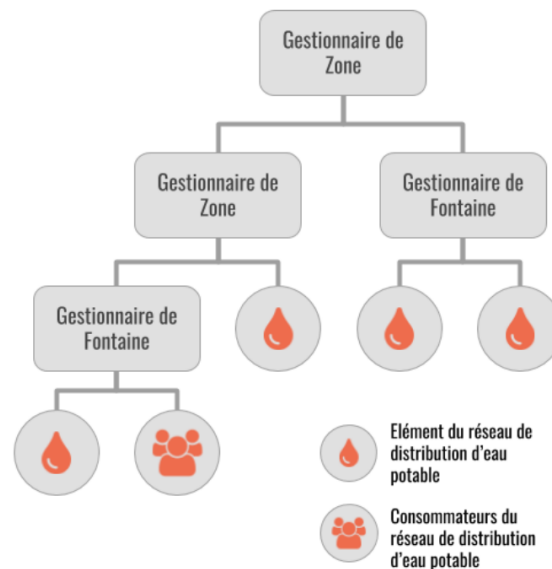 Gestionnaire de
Zone
Gestionnaire de
Zone
Gestionnaire de
Fontaine
Gestionnaire de
Fontaine
Elément du réseau de
distribution d'eau
potable
Consommateurs du
réseau de distribution
d'eau potable